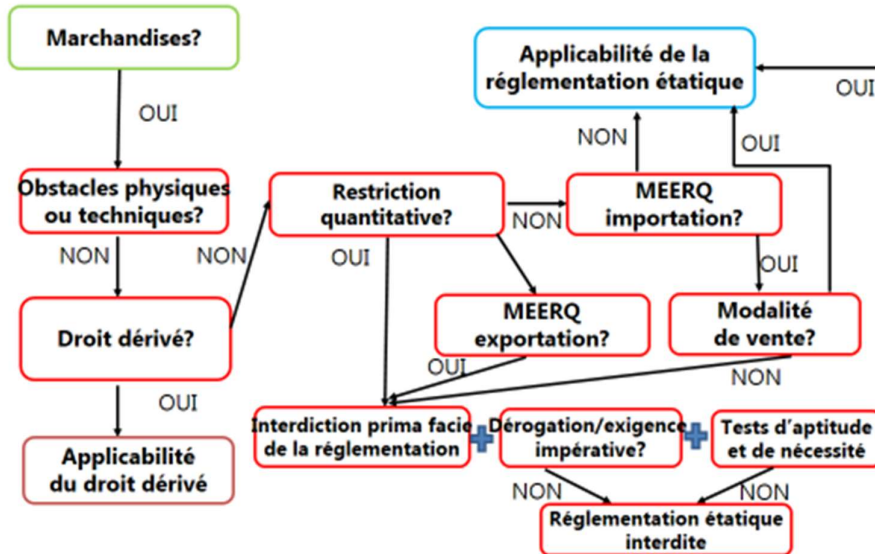 Marchandises?
Applicabilité de la
réglementation étatique
OUI
OUI
NON
OUI
Obstacles physiques
ou techniques?
Restriction
quantitative?
MEERQ
importation?
NON
NON
NON
OUI
OUI
Droit dérivé?
MEERQ
exportation?
Modalité
de vente?
OUI
NON
OUI
Interdiction prima facie
de la réglementation
Dérogation/exigence
impérative?
Tests d'aptitude
et de nécessité
Applicabilité
du droit dérivé
NON
NON
Réglementation étatique
interdite